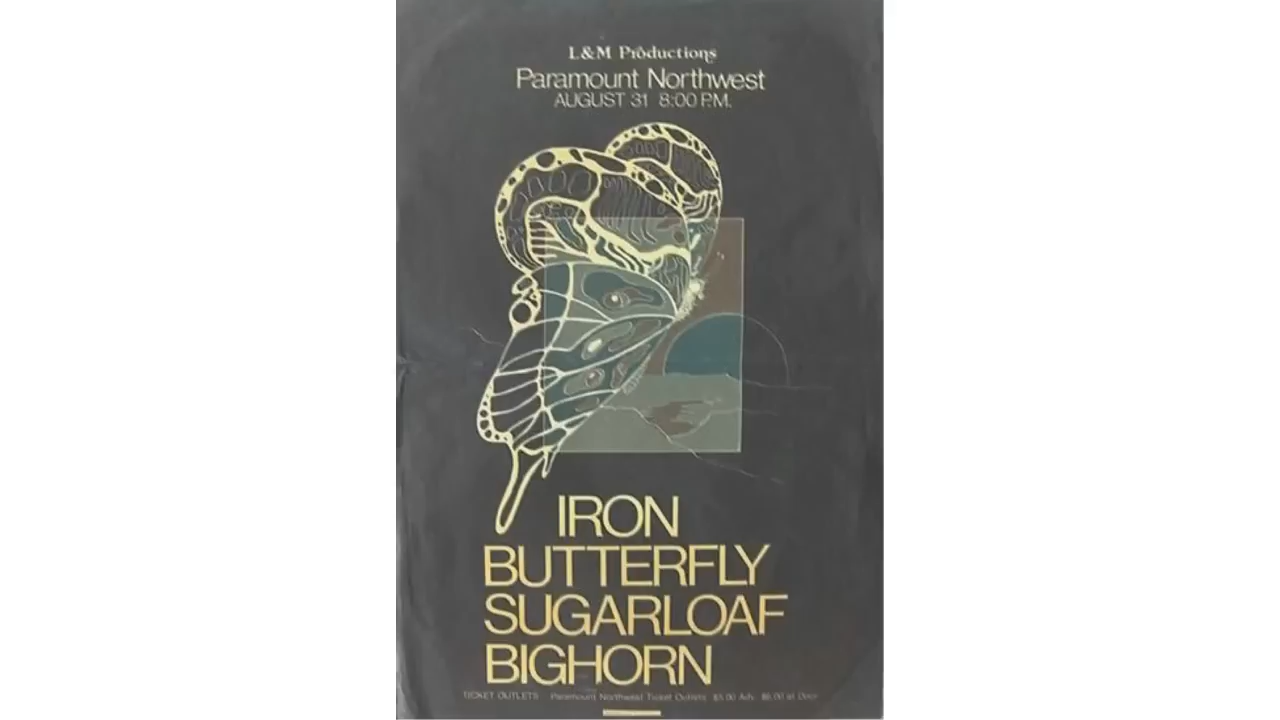 L&M Productions
Paramount Northwest
AUGUST 31 8:00 P.M.
IRON
BUTTERFLY
SUGARLOAF
BIGHORN
TICKET OUTLETS Paramount Northwest Ticket Outlets $5.00 Adv. $6.00 at Door